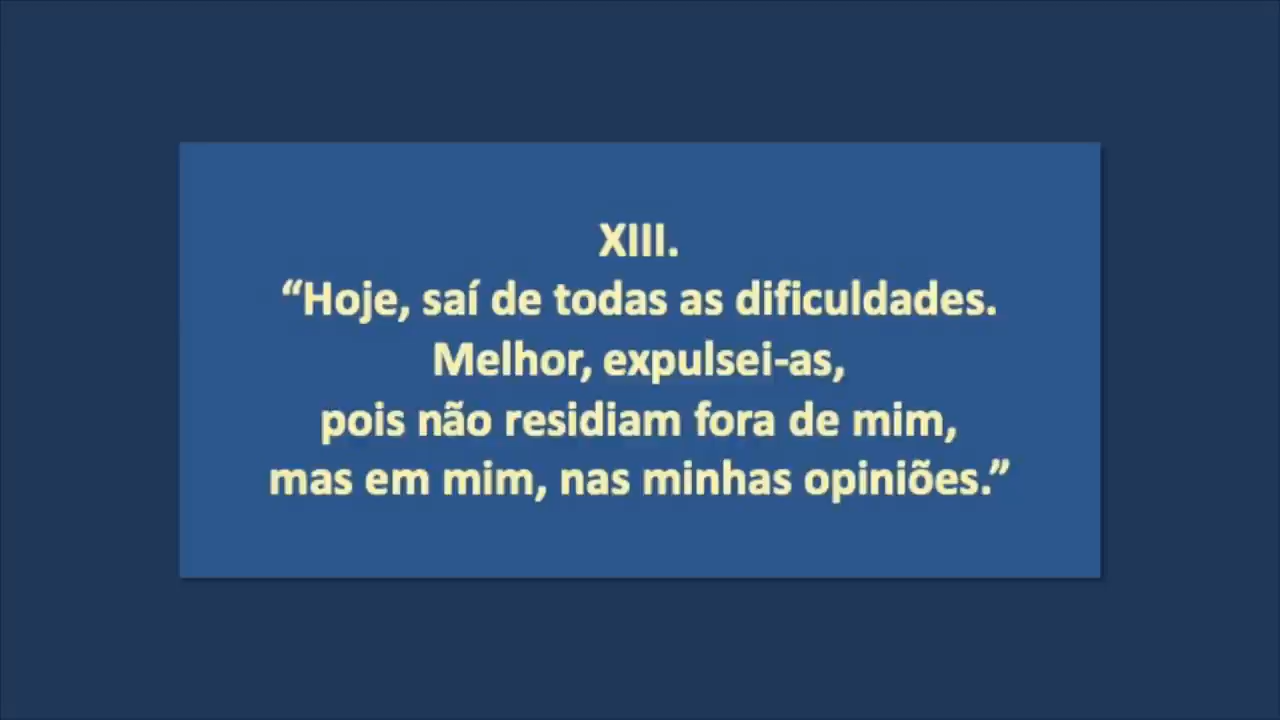 XIII.
“Hoje, saí de todas as dificuldades.
Melhor, expulsei-as,
pois não residiam fora de mim,
mas em mim, nas minhas opiniões.”